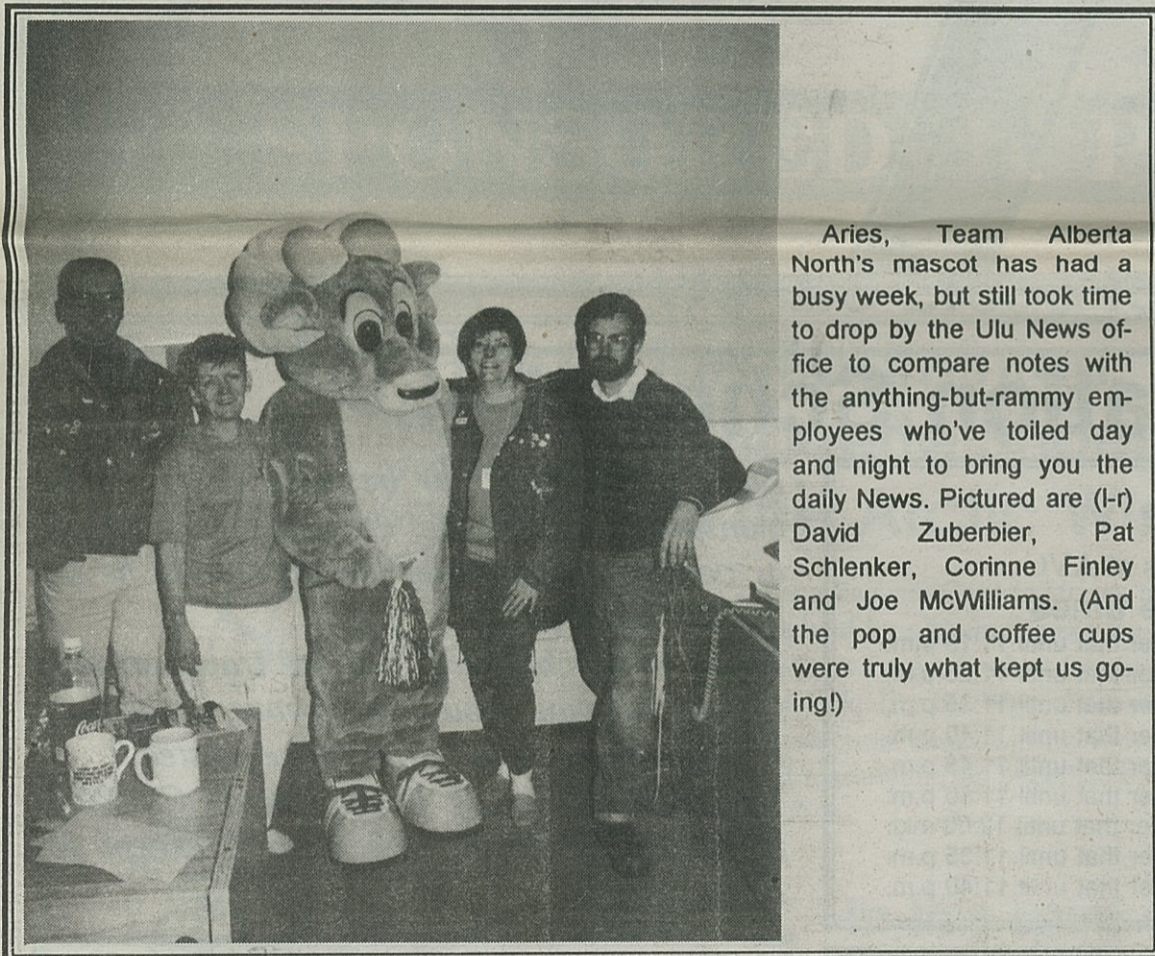 Aries, Team Alberta
North's mascot has had a
busy week, but still took time
to drop by the Ulu News of-
fice to compare notes with
the anything-but-rammy em-
ployees who've toiled day
and night to bring you the
daily News. Pictured are (l-r)
David Zuberbier, Pat
Schlenker, Corinne Finley
and Joe McWilliams. (And
the pop and coffee cups
were truly what kept us go-
ing!)